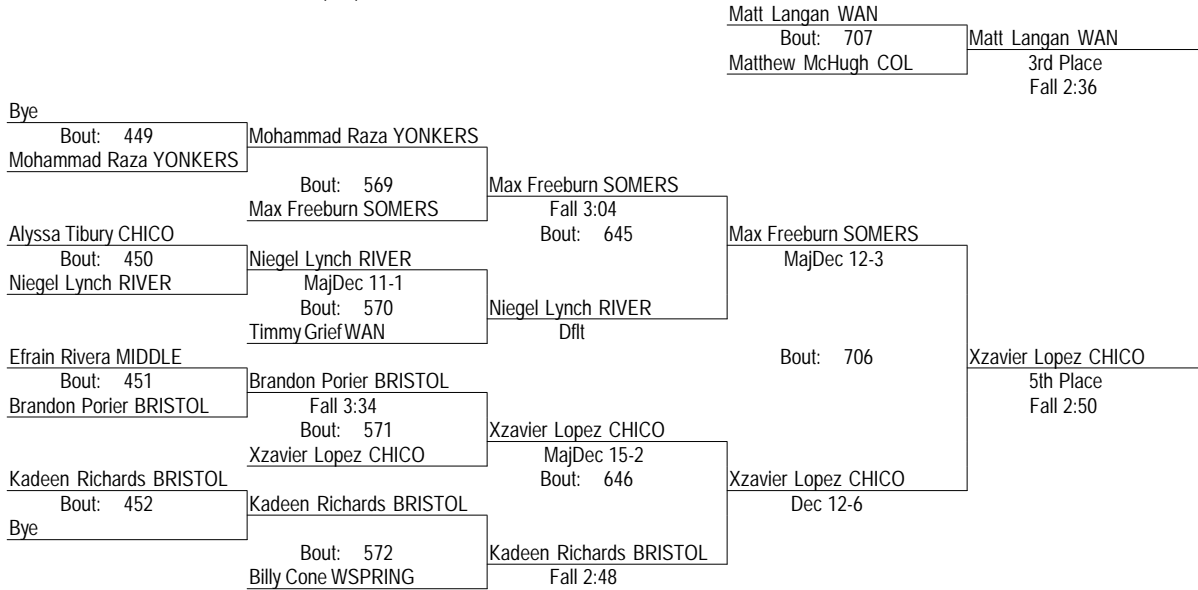 Matt Langan WAN
Bout: 707
Matt Langan WAN
Matthew McHugh COL
3rd Place
Fall 2:36
Bye
Bout: 449
Mohammad Raza YONKERS
Mohammad Raza YONKERS
Bout: 569
Max Freeburn SOMERS
Max Freeburn SOMERS
Fall 3:04
Alyssa Tibury CHICO
Bout: 645
Max Freeburn SOMERS
Bout: 450
Niegel Lynch RIVER
MajDec 12-3
Niegel Lynch RIVER
MajDec 11-1
Bout: 570
Niegel Lynch RIVER
Timmy Grief WAN
Dflt
Efrain Rivera MIDDLE
Bout: 706
Xzavier Lopez CHICO
Bout: 451
Brandon Porier BRISTOL
5th Place
Brandon Porier BRISTOL
Fall 3:34
Fall 2:50
Bout: 571
Xzavier Lopez CHICO
Xzavier Lopez CHICO
MajDec 15-2
Kadeen Richards BRISTOL
Bout: 646
Xzavier Lopez CHICO
Bout: 452
Kadeen Richards BRISTOL
Dec 12-6
Bye
Bout: 572
Kadeen Richards BRISTOL
Billy Cone WSPRING
Fall 2:48